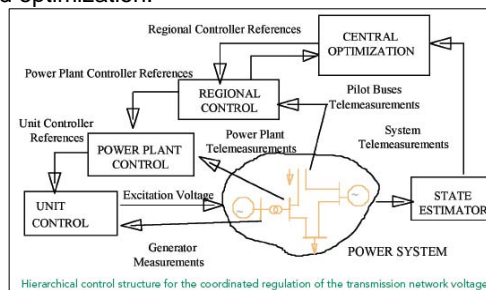 d optimization.
Regional Controller References
CENTRAL
OPTIMIZATION
Power Plant Controller References
REGIONAL
CONTROL
Pilot Buses
Telemeasurements
Unit Controller
References
Power Plant
Telemeasurements
System
Telemeasurements
POWER PLANT
CONTROL
UNIT
CONTROL
Excitation Voltage
STATE
ESTIMATOR
Generator
Measurements
POWER SYSTEM
Hierarchical control structure for the coordinated regulation of the transmission network voltage